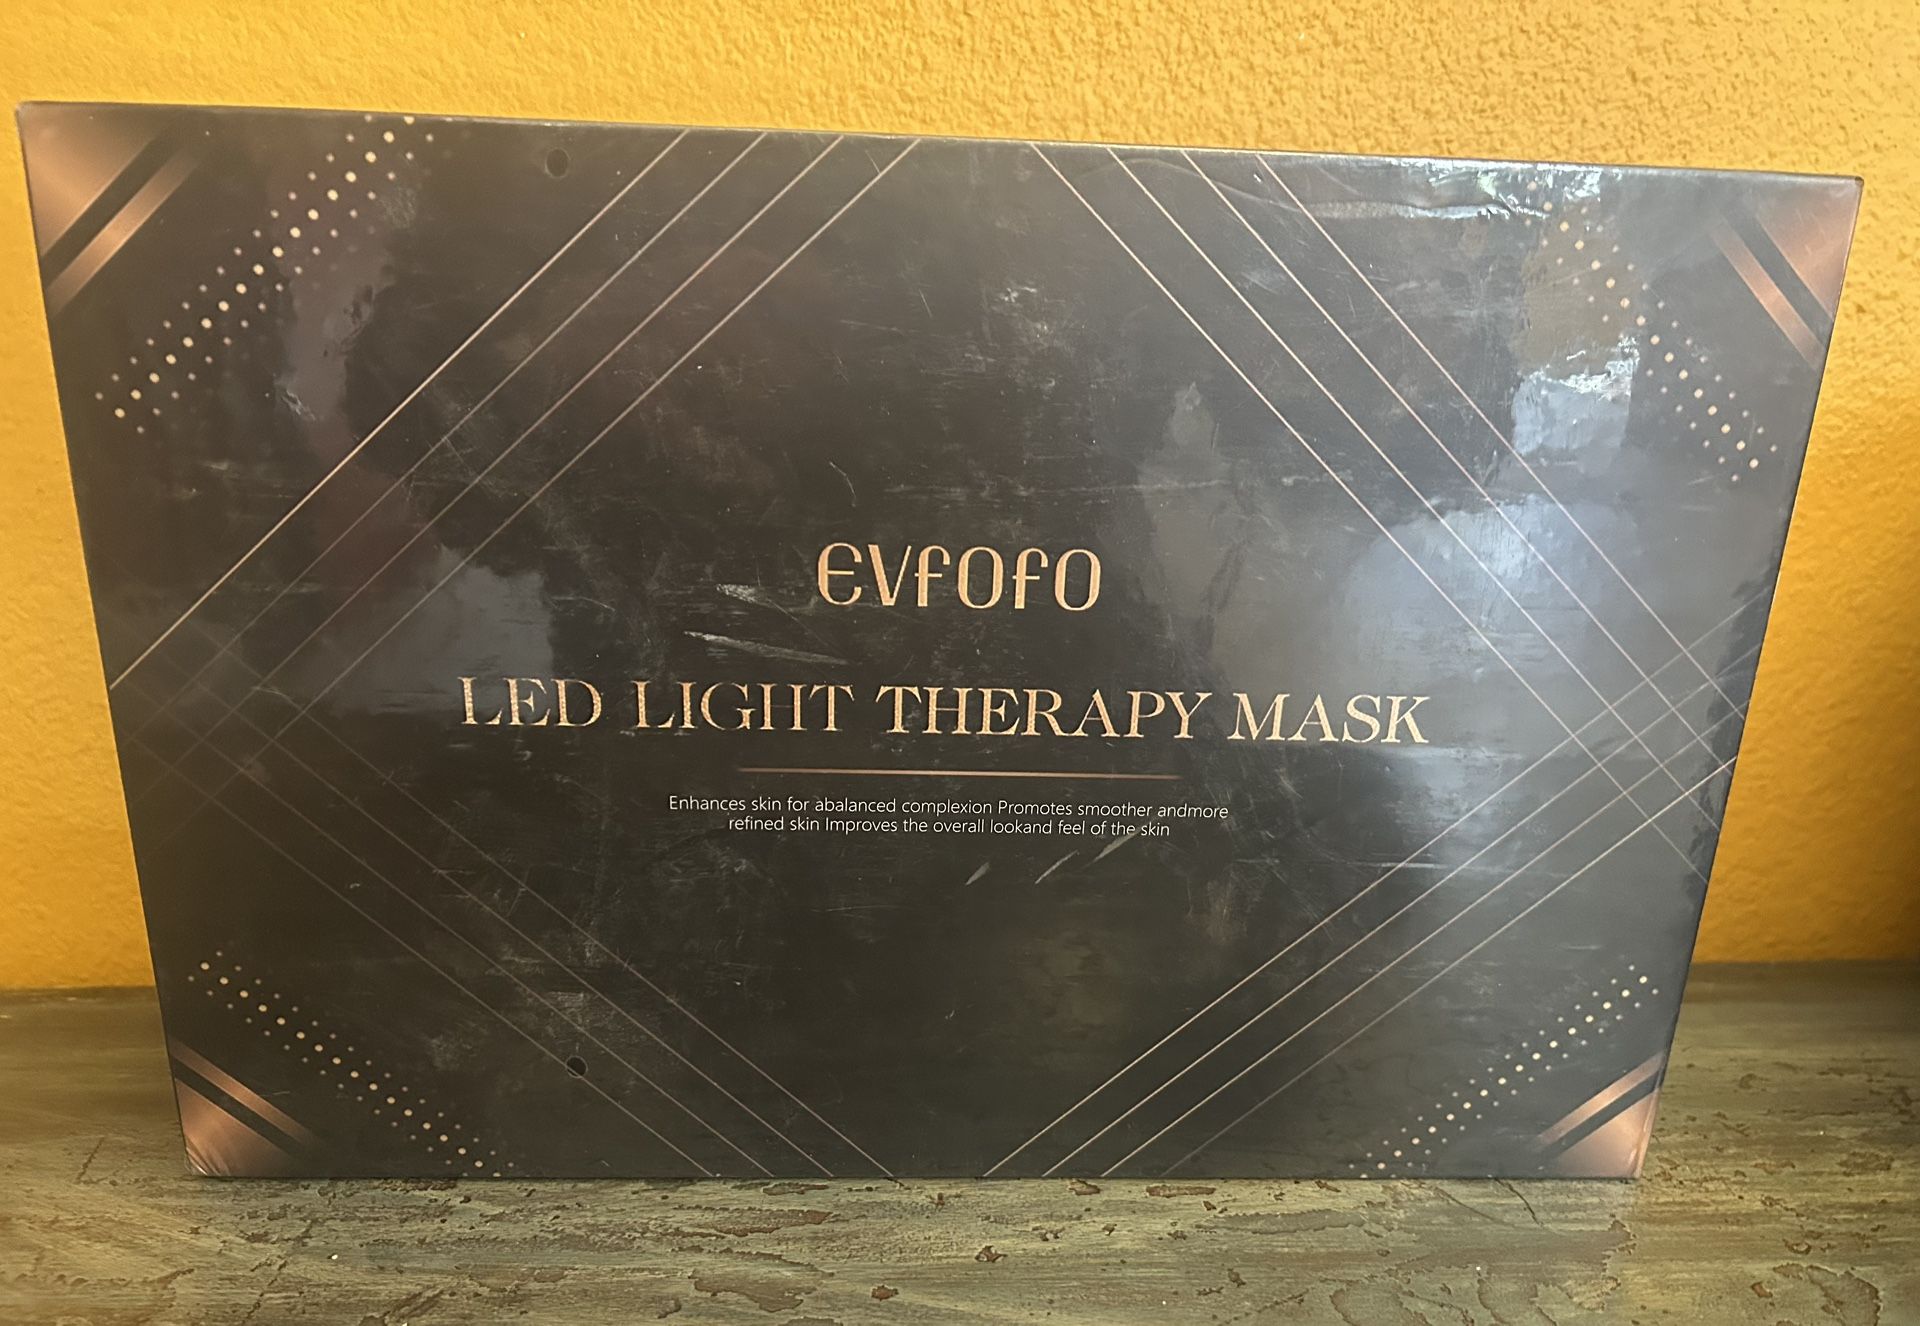 evfofo
LED LIGHT THERAPY MASK
Enhances skin for abalanced complexion Promotes smoother andmore
refined skin Improves the overall lookand feel of the skin